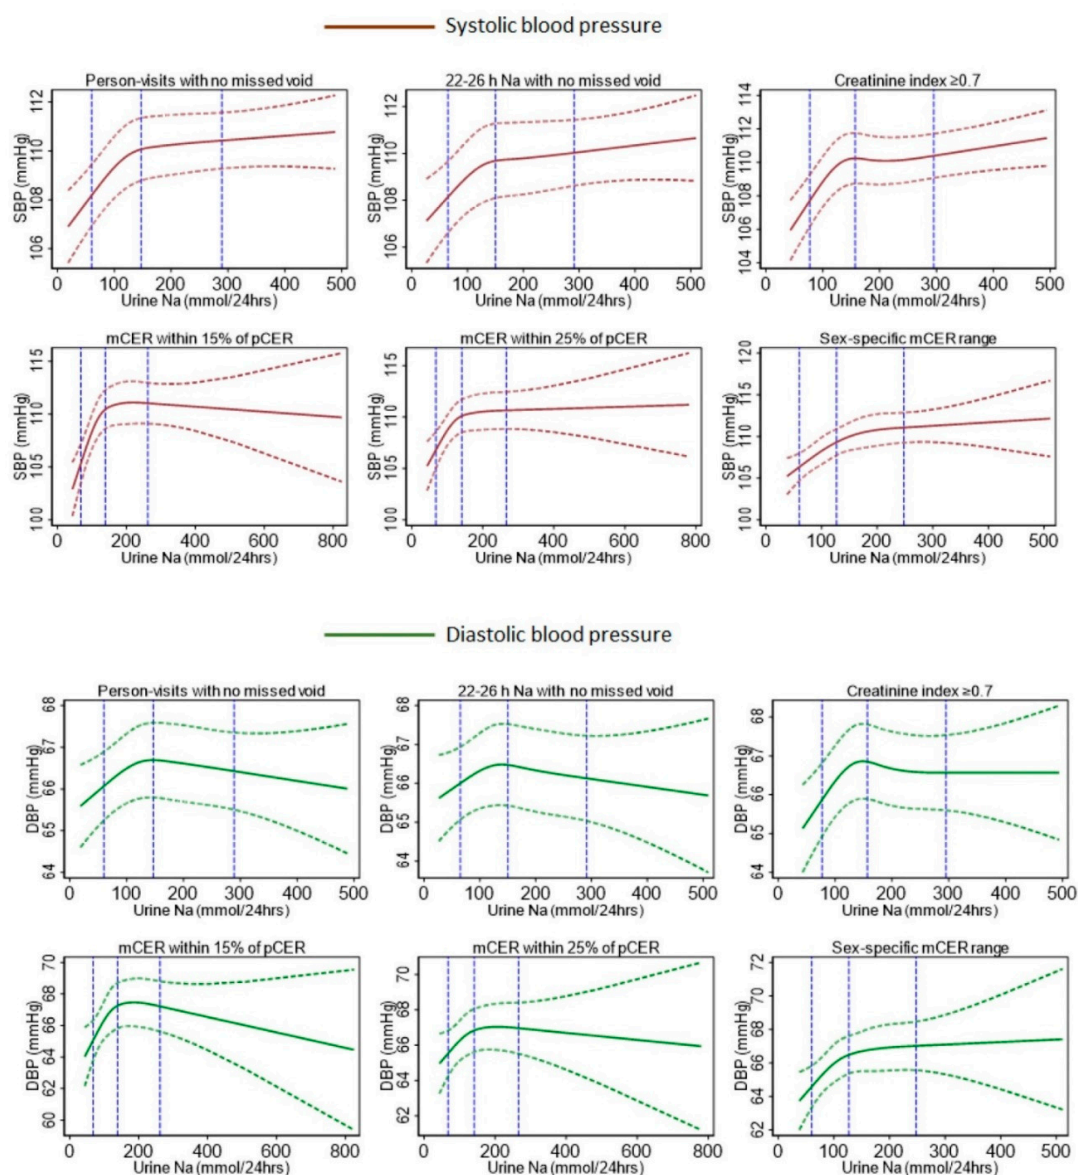 Systolic blood pressure
Person-visits with no missed void
22-26 h Na with no missed void
Creatinine index ≥0.7
SBP (mmHg)
106 108 110 112
0 100 200 300 400 500
Urine Na (mmol/24hrs)
SBP (mmHg)
106 108 110 112
0 100 200 300 400 500
Urine Na (mmol/24hrs)
SBP (mmHg)
104 106 108 110 112 114
0 100 200 300 400 500
Urine Na (mmol/24hrs)
mCER within 15% of pCER
mCER within 25% of pCER
Sex-specific mCER range
SBP (mmHg)
100 105 110 115
0 200 400 600 800
Urine Na (mmol/24hrs)
SBP (mmHg)
100 105 110 115
0 200 400 600 800
Urine Na (mmol/24hrs)
SBP (mmHg)
100 105 110 115 120
0 100 200 300 400 500
Urine Na (mmol/24hrs)
Diastolic blood pressure
Person-visits with no missed void
22-26 h Na with no missed void
Creatinine index ≥0.7
DBP (mmHg)
64 65 66 67 68
0 100 200 300 400 500
Urine Na (mmol/24hrs)
DBP (mmHg)
64 65 66 67 68
0 100 200 300 400 500
Urine Na (mmol/24hrs)
DBP (mmHg)
64 65 66 67 68
0 100 200 300 400 500
Urine Na (mmol/24hrs)
mCER within 15% of pCER
mCER within 25% of pCER
Sex-specific mCER range
DBP (mmHg)
60 62 64 66 68 70
0 200 400 600 800
Urine Na (mmol/24hrs)
DBP (mmHg)
62 64 66 68 70
0 200 400 600 800
Urine Na (mmol/24hrs)
DBP (mmHg)
62 64 66 68 70 72
0 100 200 300 400 500
Urine Na (mmol/24hrs)